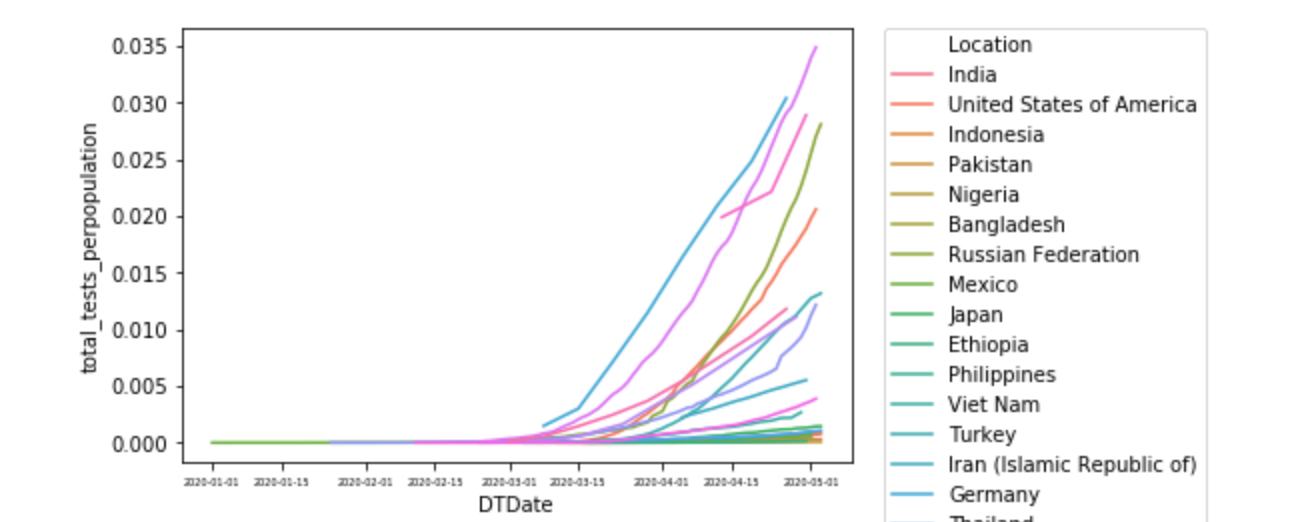 0.035
0.030
0.025
0.020
0.015
0.010
0.005
0.000
total_tests_perpopulation
2020-01-01
2020-01-15
2020-02-01
2020-02-15
2020-03-01
2020-03-15
2020-04-01
2020-04-15
2020-05-01
DTDate
Location
India
United States of America
Indonesia
Pakistan
Nigeria
Bangladesh
Russian Federation
Mexico
Japan
Ethiopia
Philippines
Viet Nam
Turkey
Iran (Islamic Republic of)
Germany
Thailand